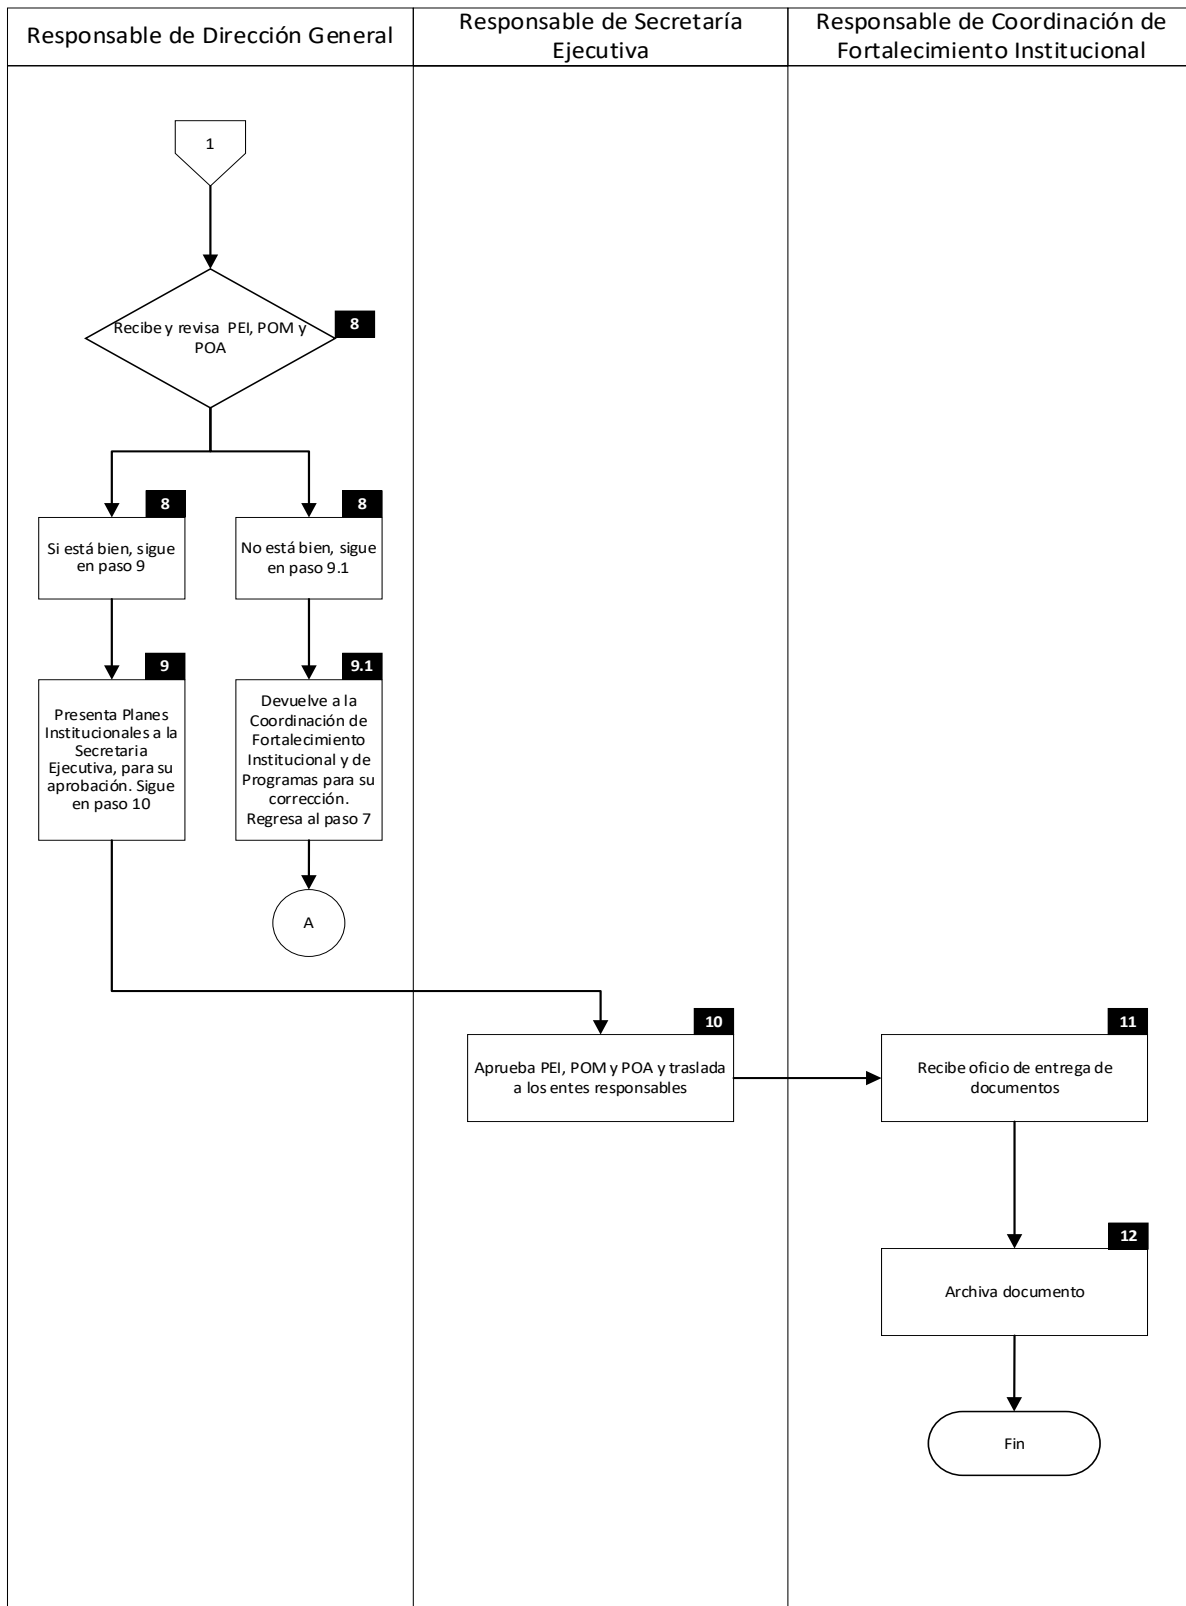 Responsable de Dirección General
Responsable de Secretaría
Ejecutiva
Responsable de Coordinación de
Fortalecimiento Institucional
1
Recibe y revisa PEI, POM y
POA
8
8
Si está bien, sigue
en paso 9
8
No está bien, sigue
en paso 9.1
9
Presenta Planes
Institucionales a la
Secretaria
Ejecutiva, para su
aprobación. Sigue
en paso 10
9.1
Devuelve a la
Coordinación de
Fortalecimiento
Institucional y de
Programas para su
corrección.
Regresa al paso 7
A
10
Aprueba PEI, POM y POA y traslada
a los entes responsables
11
Recibe oficio de entrega de
documentos
12
Archiva documento
Fin